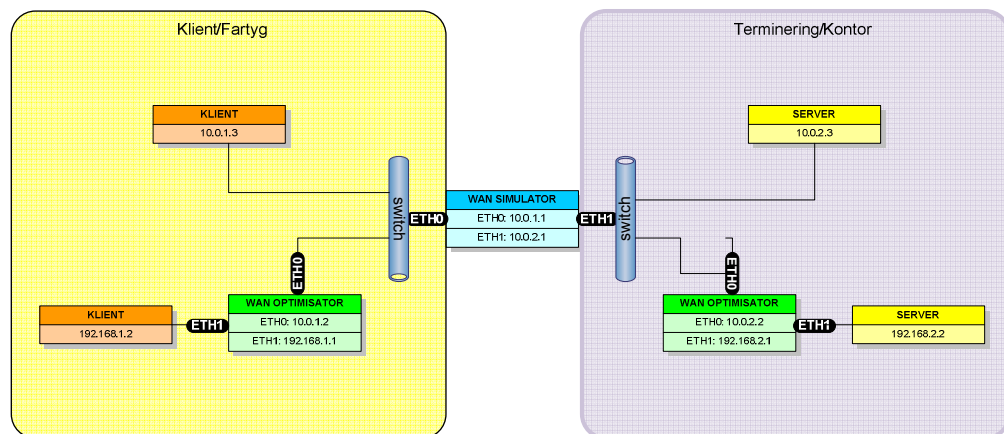 Klient/Fartyg
Terminering/Kontor
KLIENT
10.0.1.3
SERVER
10.0.2.3
switch
ETH0
WAN SIMULATOR
ETH0: 10.0.1.1
ETH1: 10.0.2.1
ETH1
switch
ETH0
ETH0
KLIENT
192.168.1.2
ETH1
WAN OPTIMISATOR
ETH0: 10.0.1.2
ETH1: 192.168.1.1
WAN OPTIMISATOR
ETH0: 10.0.2.2
ETH1: 192.168.2.1
ETH1
SERVER
192.168.2.2